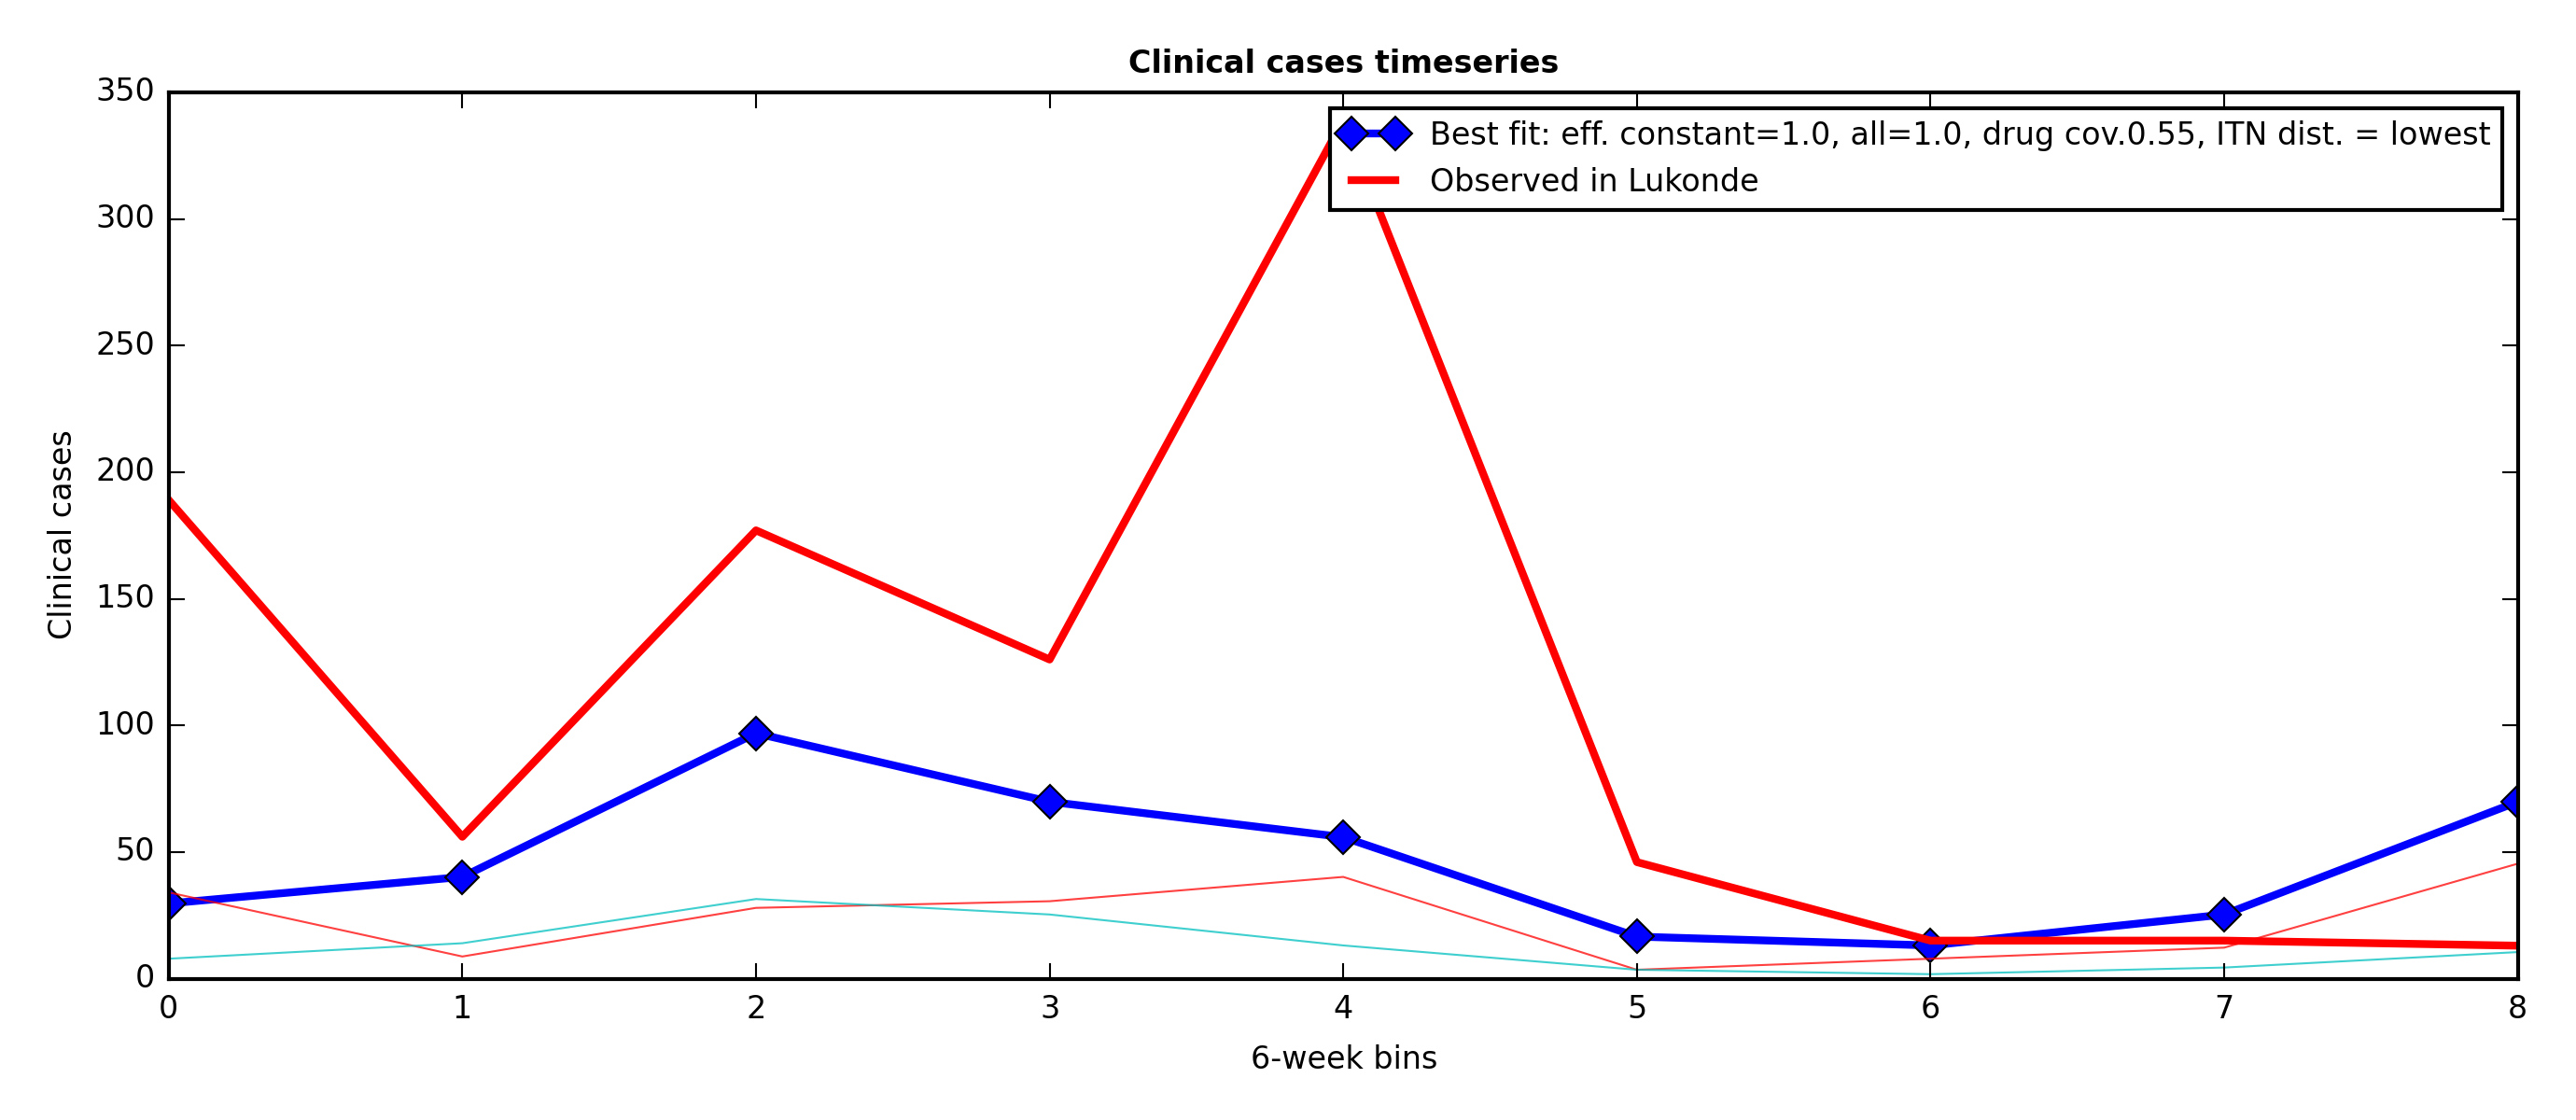 Clinical cases timeseries
350
300
250
200
150
100
50
0
Clinical cases
Best fit: eff. constant=1.0, all=1.0, drug cov.0.55, ITN dist. = lowest
Observed in Lukonde
0 1 2 3 4 5 6 7 8
6-week bins